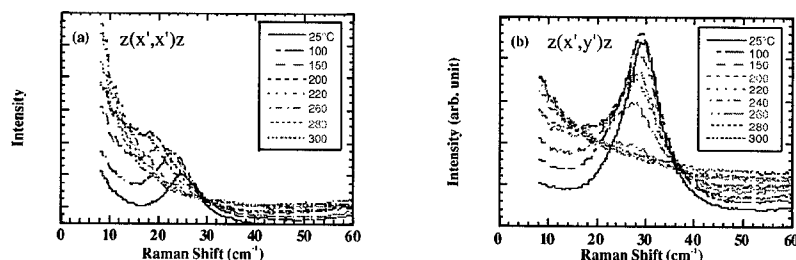 (a) z(x',x')z
25°C
100
150
200
220
260
280
300
Intensity
0 10 20 30 40 50 60
Raman Shift (cm⁻¹)
(b) z(x',y')z
25°C
100
150
200
220
240
260
280
300
Intensity (arb. unit)
0 10 20 30 40 50 60
Raman Shift (cm⁻¹)